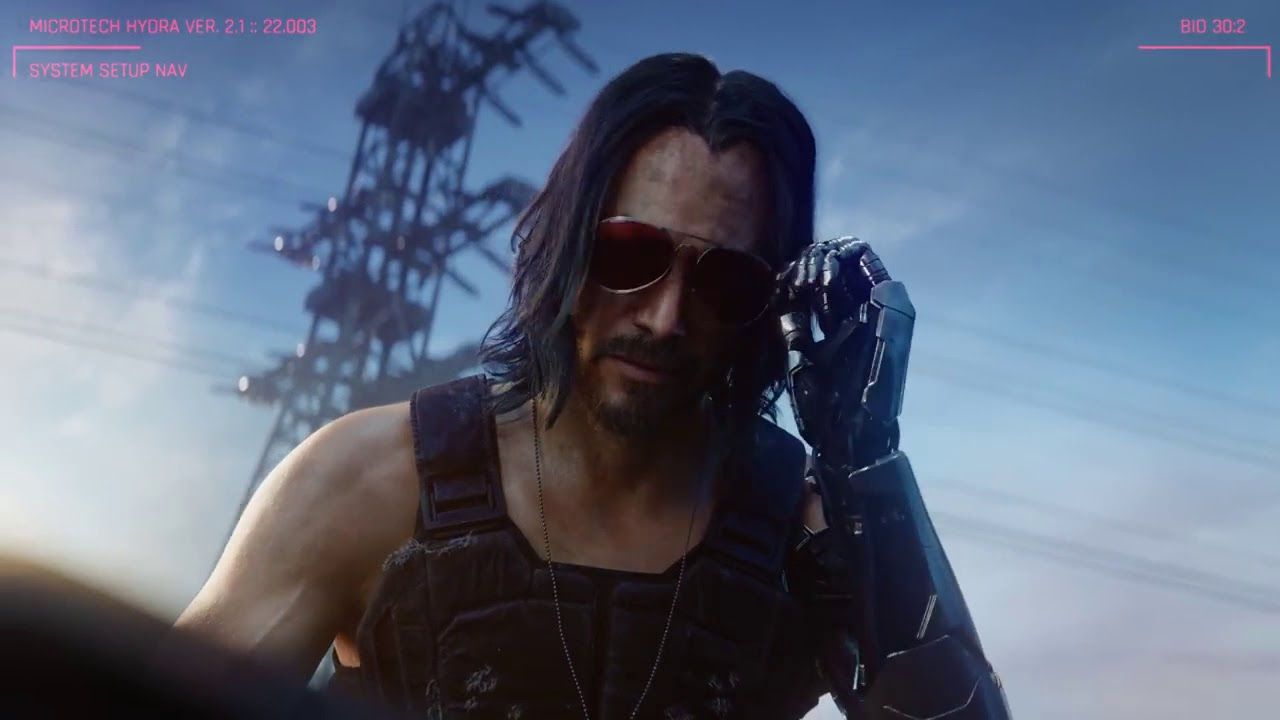 MICROTECH HYDRA VER. 2.1 :: 22.003
BIO 30:2
SYSTEM SETUP NAV